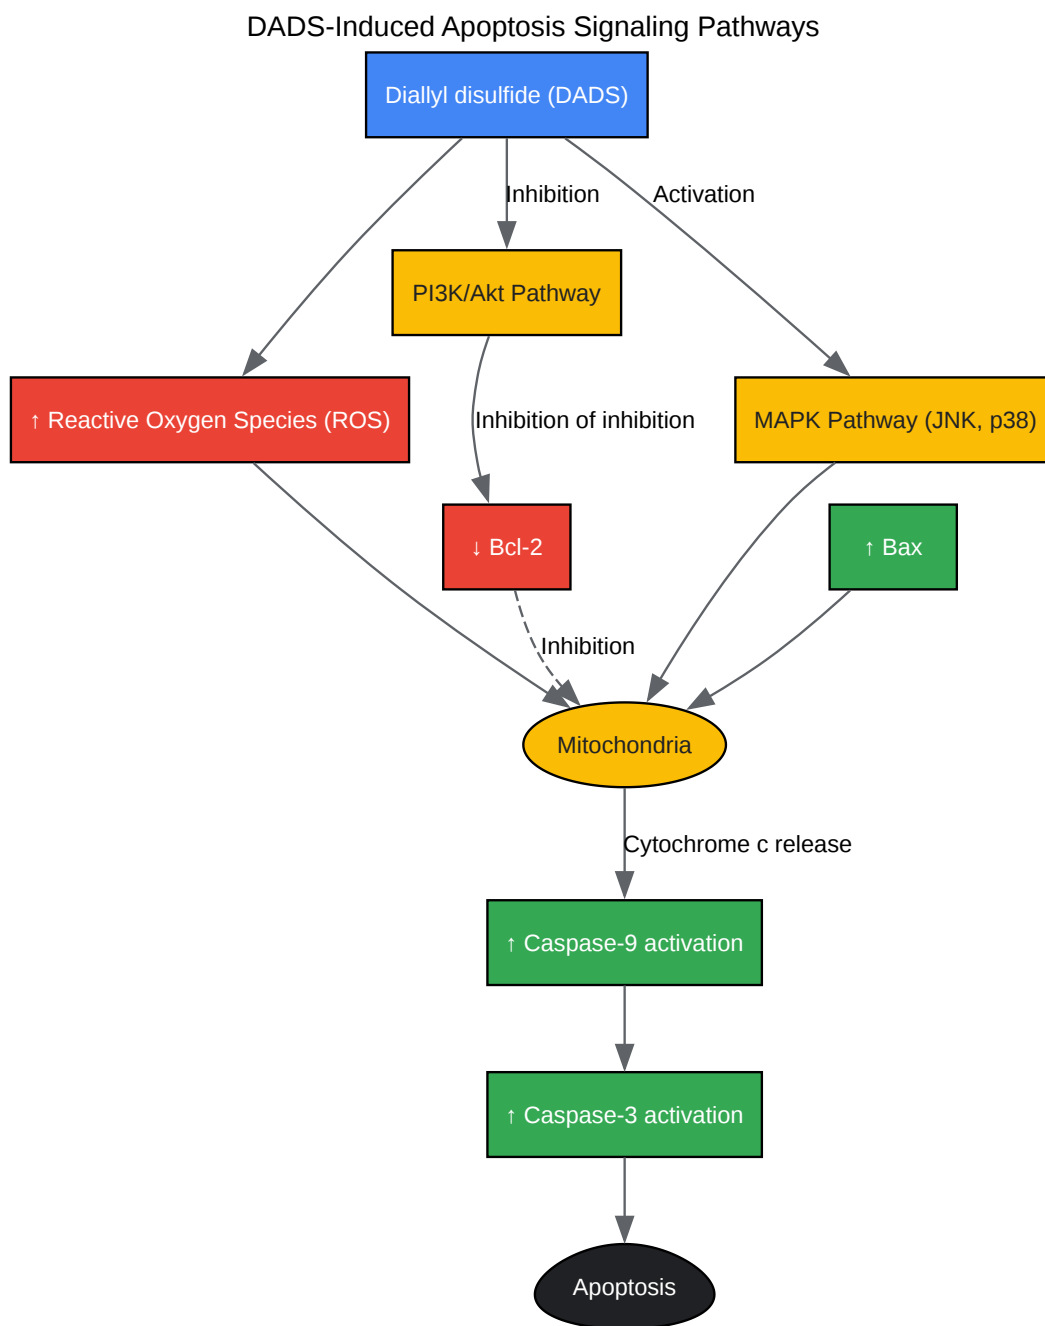 DADS-Induced Apoptosis Signaling Pathways
Diallyl disulfide (DADS)
Inhibition
Activation
PI3K/Akt Pathway
↑ Reactive Oxygen Species (ROS)
Inhibition of inhibition
MAPK Pathway (JNK, p38)
↓ Bcl-2
↑ Bax
Inhibition
Mitochondria
Cytochrome c release
↑ Caspase-9 activation
↑ Caspase-3 activation
Apoptosis